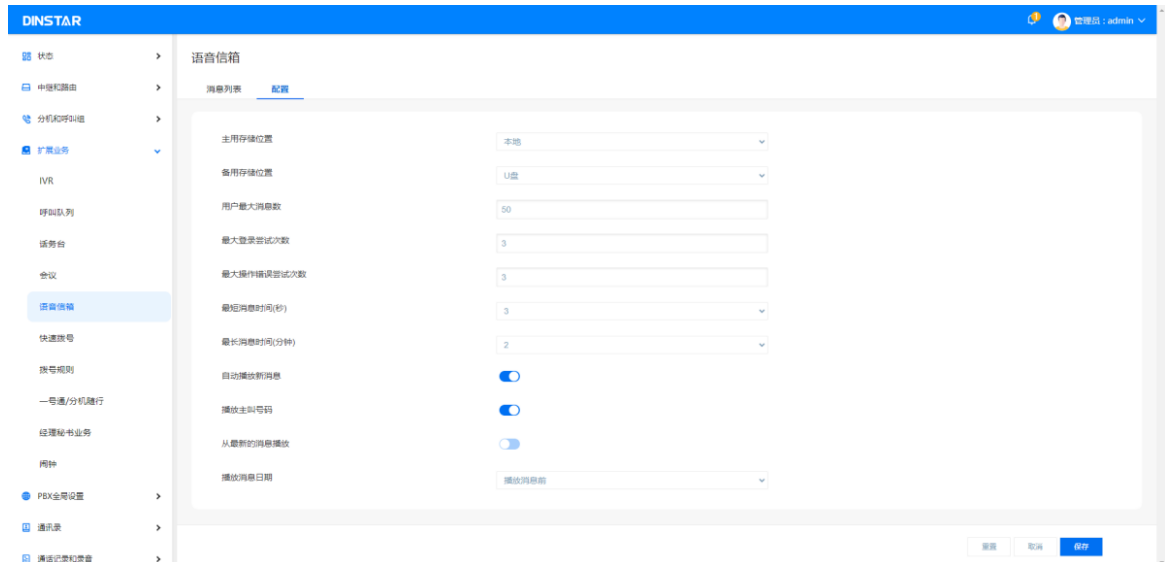 DINSTAR
管理员 : admin
状态
中继和路由
分机和呼叫组
扩展业务
IVR
呼叫队列
话务台
会议
语音信箱
快速拨号
拨号规则
一号通/分机随行
经理秘书业务
闹钟
PBX全局设置
通讯录
通话记录和录音
语音信箱
消息列表 配置
主用存储位置 本地
备用存储位置 U盘
用户最大消息数 50
最大登录尝试次数 3
最大操作错误尝试次数 3
最短消息时间(秒) 3
最长消息时间(分钟) 2
自动播放新消息
播放主叫号码
从最新的消息播放
播放消息日期 播放消息前
重置 取消 保存